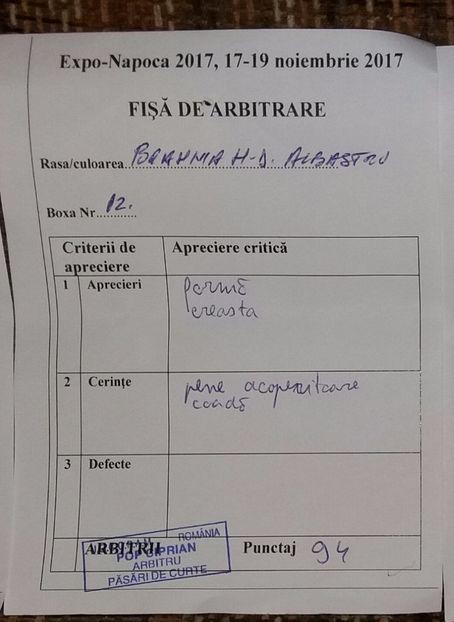 Expo-Napoca 2017, 17-19 noiembrie 2017
FIȘĂ DE ARBITRARE
Rasa/culoarea BRAHMA H-D. ALBASTRU
Boxa Nr. 12.
Criterii de apreciere Apreciere critică
1 Aprecieri formă
creasta
2 Cerințe pene acoperitoare
coadă
3 Defecte
ARBITRII Punctaj 94
ROMÂNIA
POP CIPRIAN
ARBITRU
PĂSĂRI DE CURTE